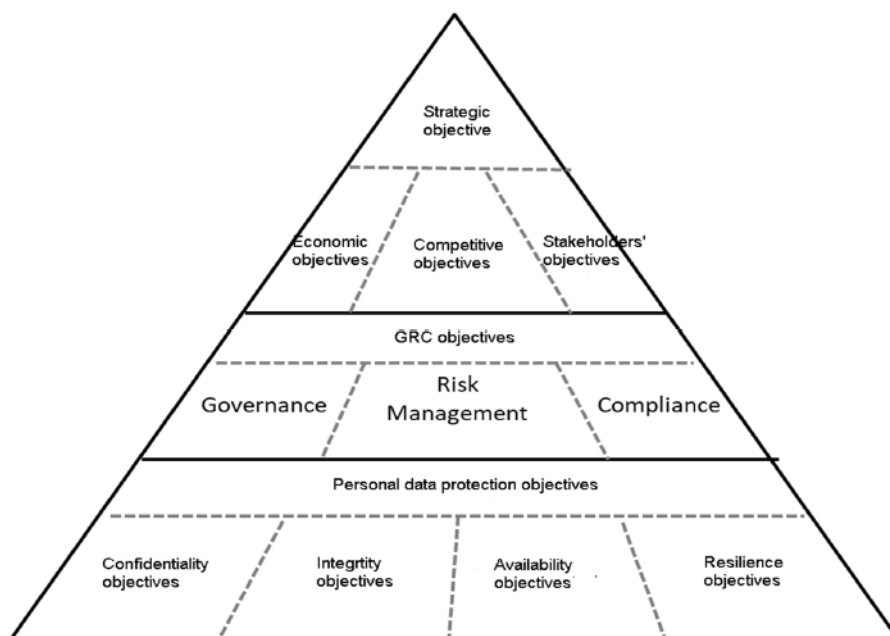 Strategic
objective
Economic
objectives
Competitive
objectives
Stakeholders'
objectives
GRC objectives
Governance
Risk
Management
Compliance
Personal data protection objectives
Confidentiality
objectives
Integrtity
objectives
Availability
objectives
Resilience
objectives